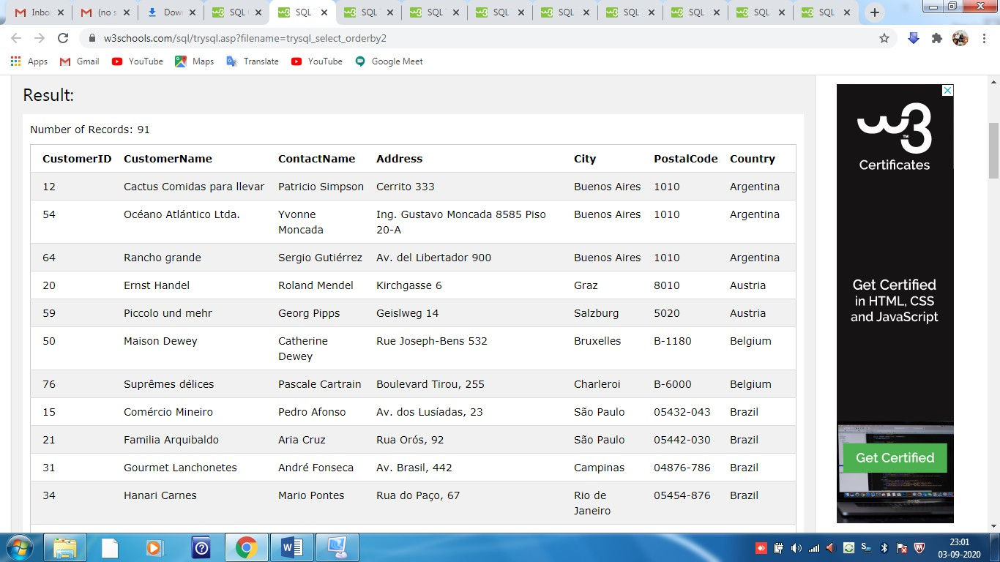 Inbo
(no s
Dow
SQL
SQL
SQL
SQL
SQL
SQL
SQL
SQL
SQL
SQL
w3schools.com/sql/trysql.asp?filename=trysql_select_orderby2
Apps Gmail YouTube Maps Translate YouTube Google Meet
Result:
Number of Records: 91
CustomerID CustomerName ContactName Address City PostalCode Country
12 Cactus Comidas para llevar Patricio Simpson Cerrito 333 Buenos Aires 1010 Argentina
54 Océano Atlántico Ltda. Yvonne Ing. Gustavo Moncada 8585 Piso Buenos Aires 1010 Argentina
Moncada 20-A
64 Rancho grande Sergio Gutiérrez Av. del Libertador 900 Buenos Aires 1010 Argentina
20 Ernst Handel Roland Mendel Kirchgasse 6 Graz 8010 Austria
59 Piccolo und mehr Georg Pipps Geislweg 14 Salzburg 5020 Austria
50 Maison Dewey Catherine Rue Joseph-Bens 532 Bruxelles B-1180 Belgium
Dewey
76 Suprêmes délices Pascale Cartrain Boulevard Tirou, 255 Charleroi B-6000 Belgium
15 Comércio Mineiro Pedro Afonso Av. dos Lusíadas, 23 São Paulo 05432-043 Brazil
21 Familia Arquibaldo Aria Cruz Rua Orós, 92 São Paulo 05442-030 Brazil
31 Gourmet Lanchonetes André Fonseca Av. Brasil, 442 Campinas 04876-786 Brazil
34 Hanari Carnes Mario Pontes Rua do Paço, 67 Rio de 05454-876 Brazil
Janeiro
w3
TM
Certificates
Get Certified
in HTML, CSS
and JavaScript
Get Certified
23:01
03-09-2020